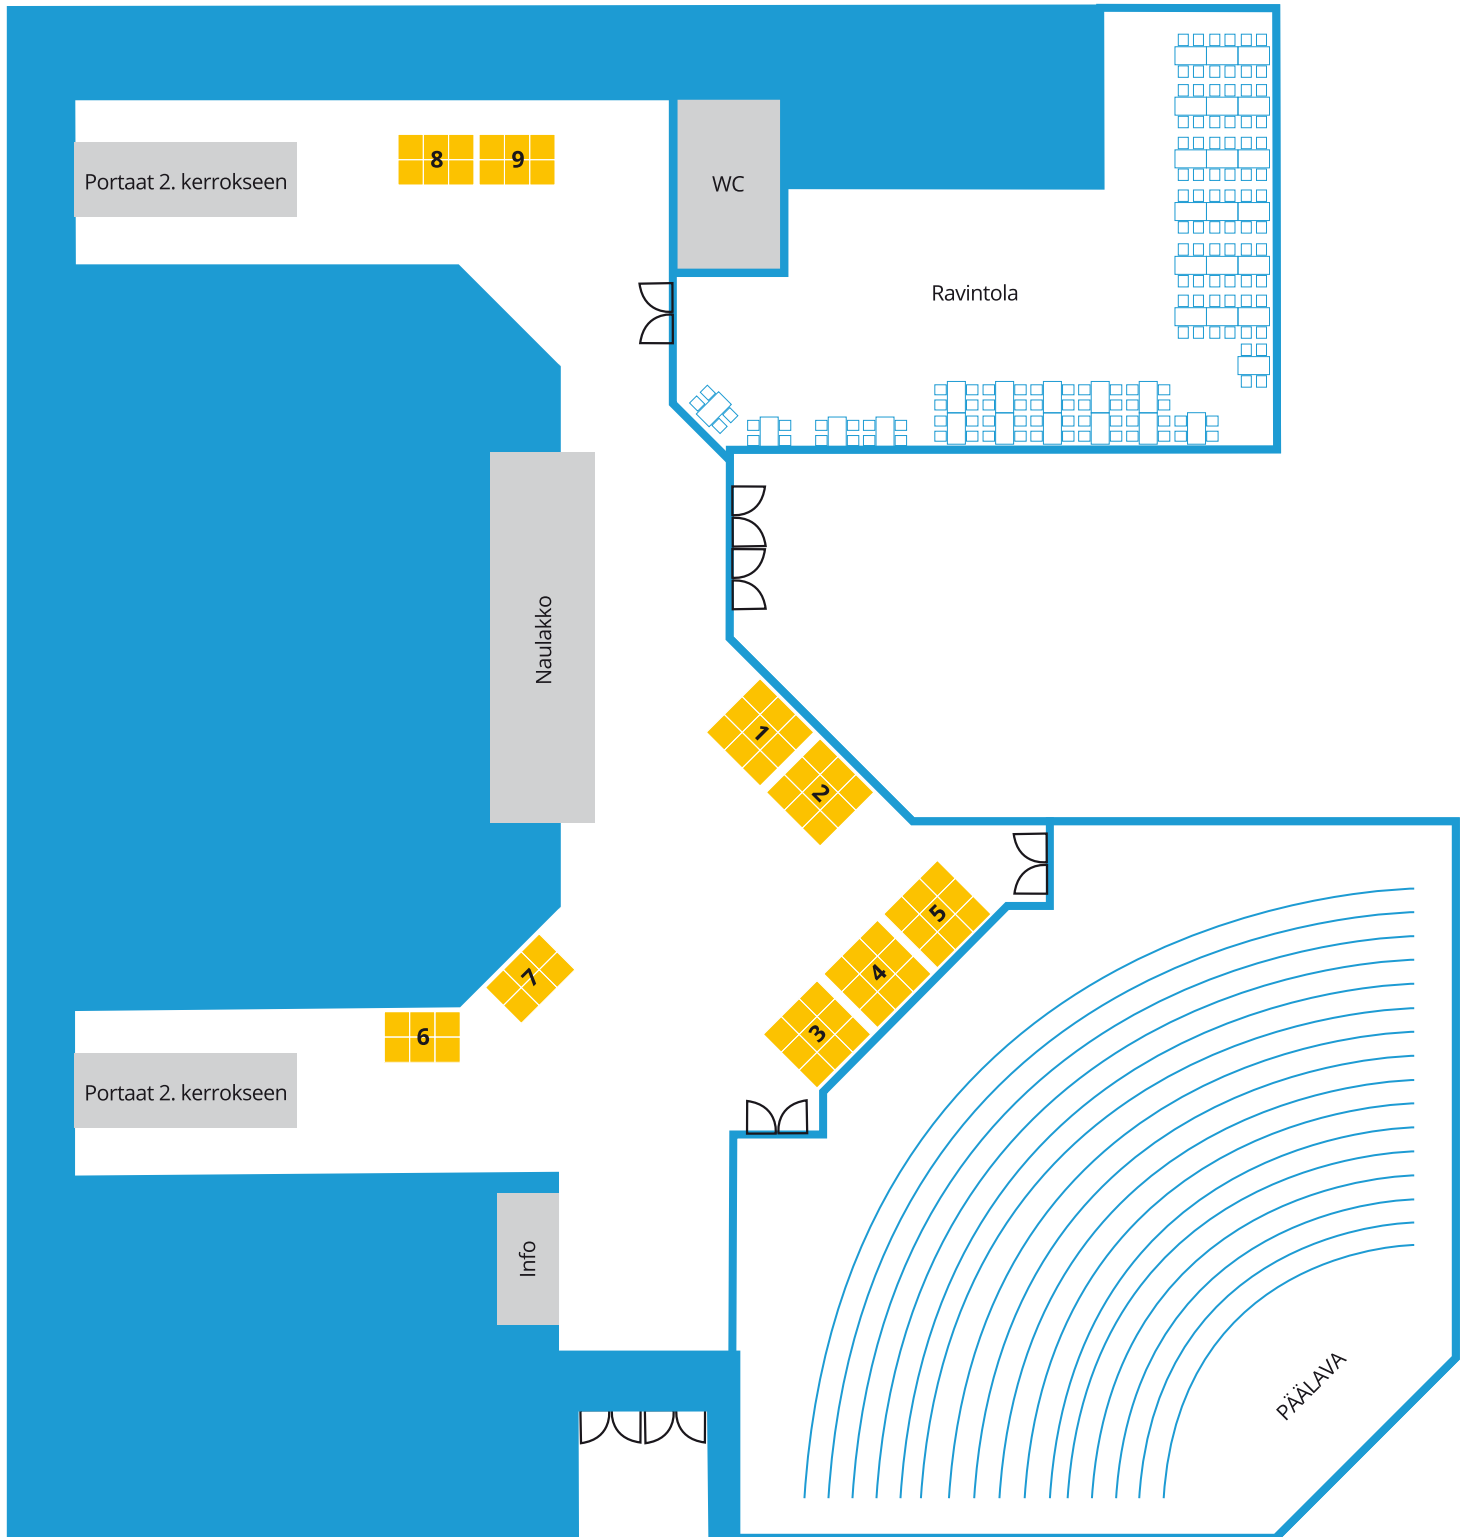 8
9
Portaat 2. kerrokseen
WC
Ravintola
Naulakko
1
2
5
4
7
3
6
Portaat 2. kerrokseen
Info
PÄÄLAVA